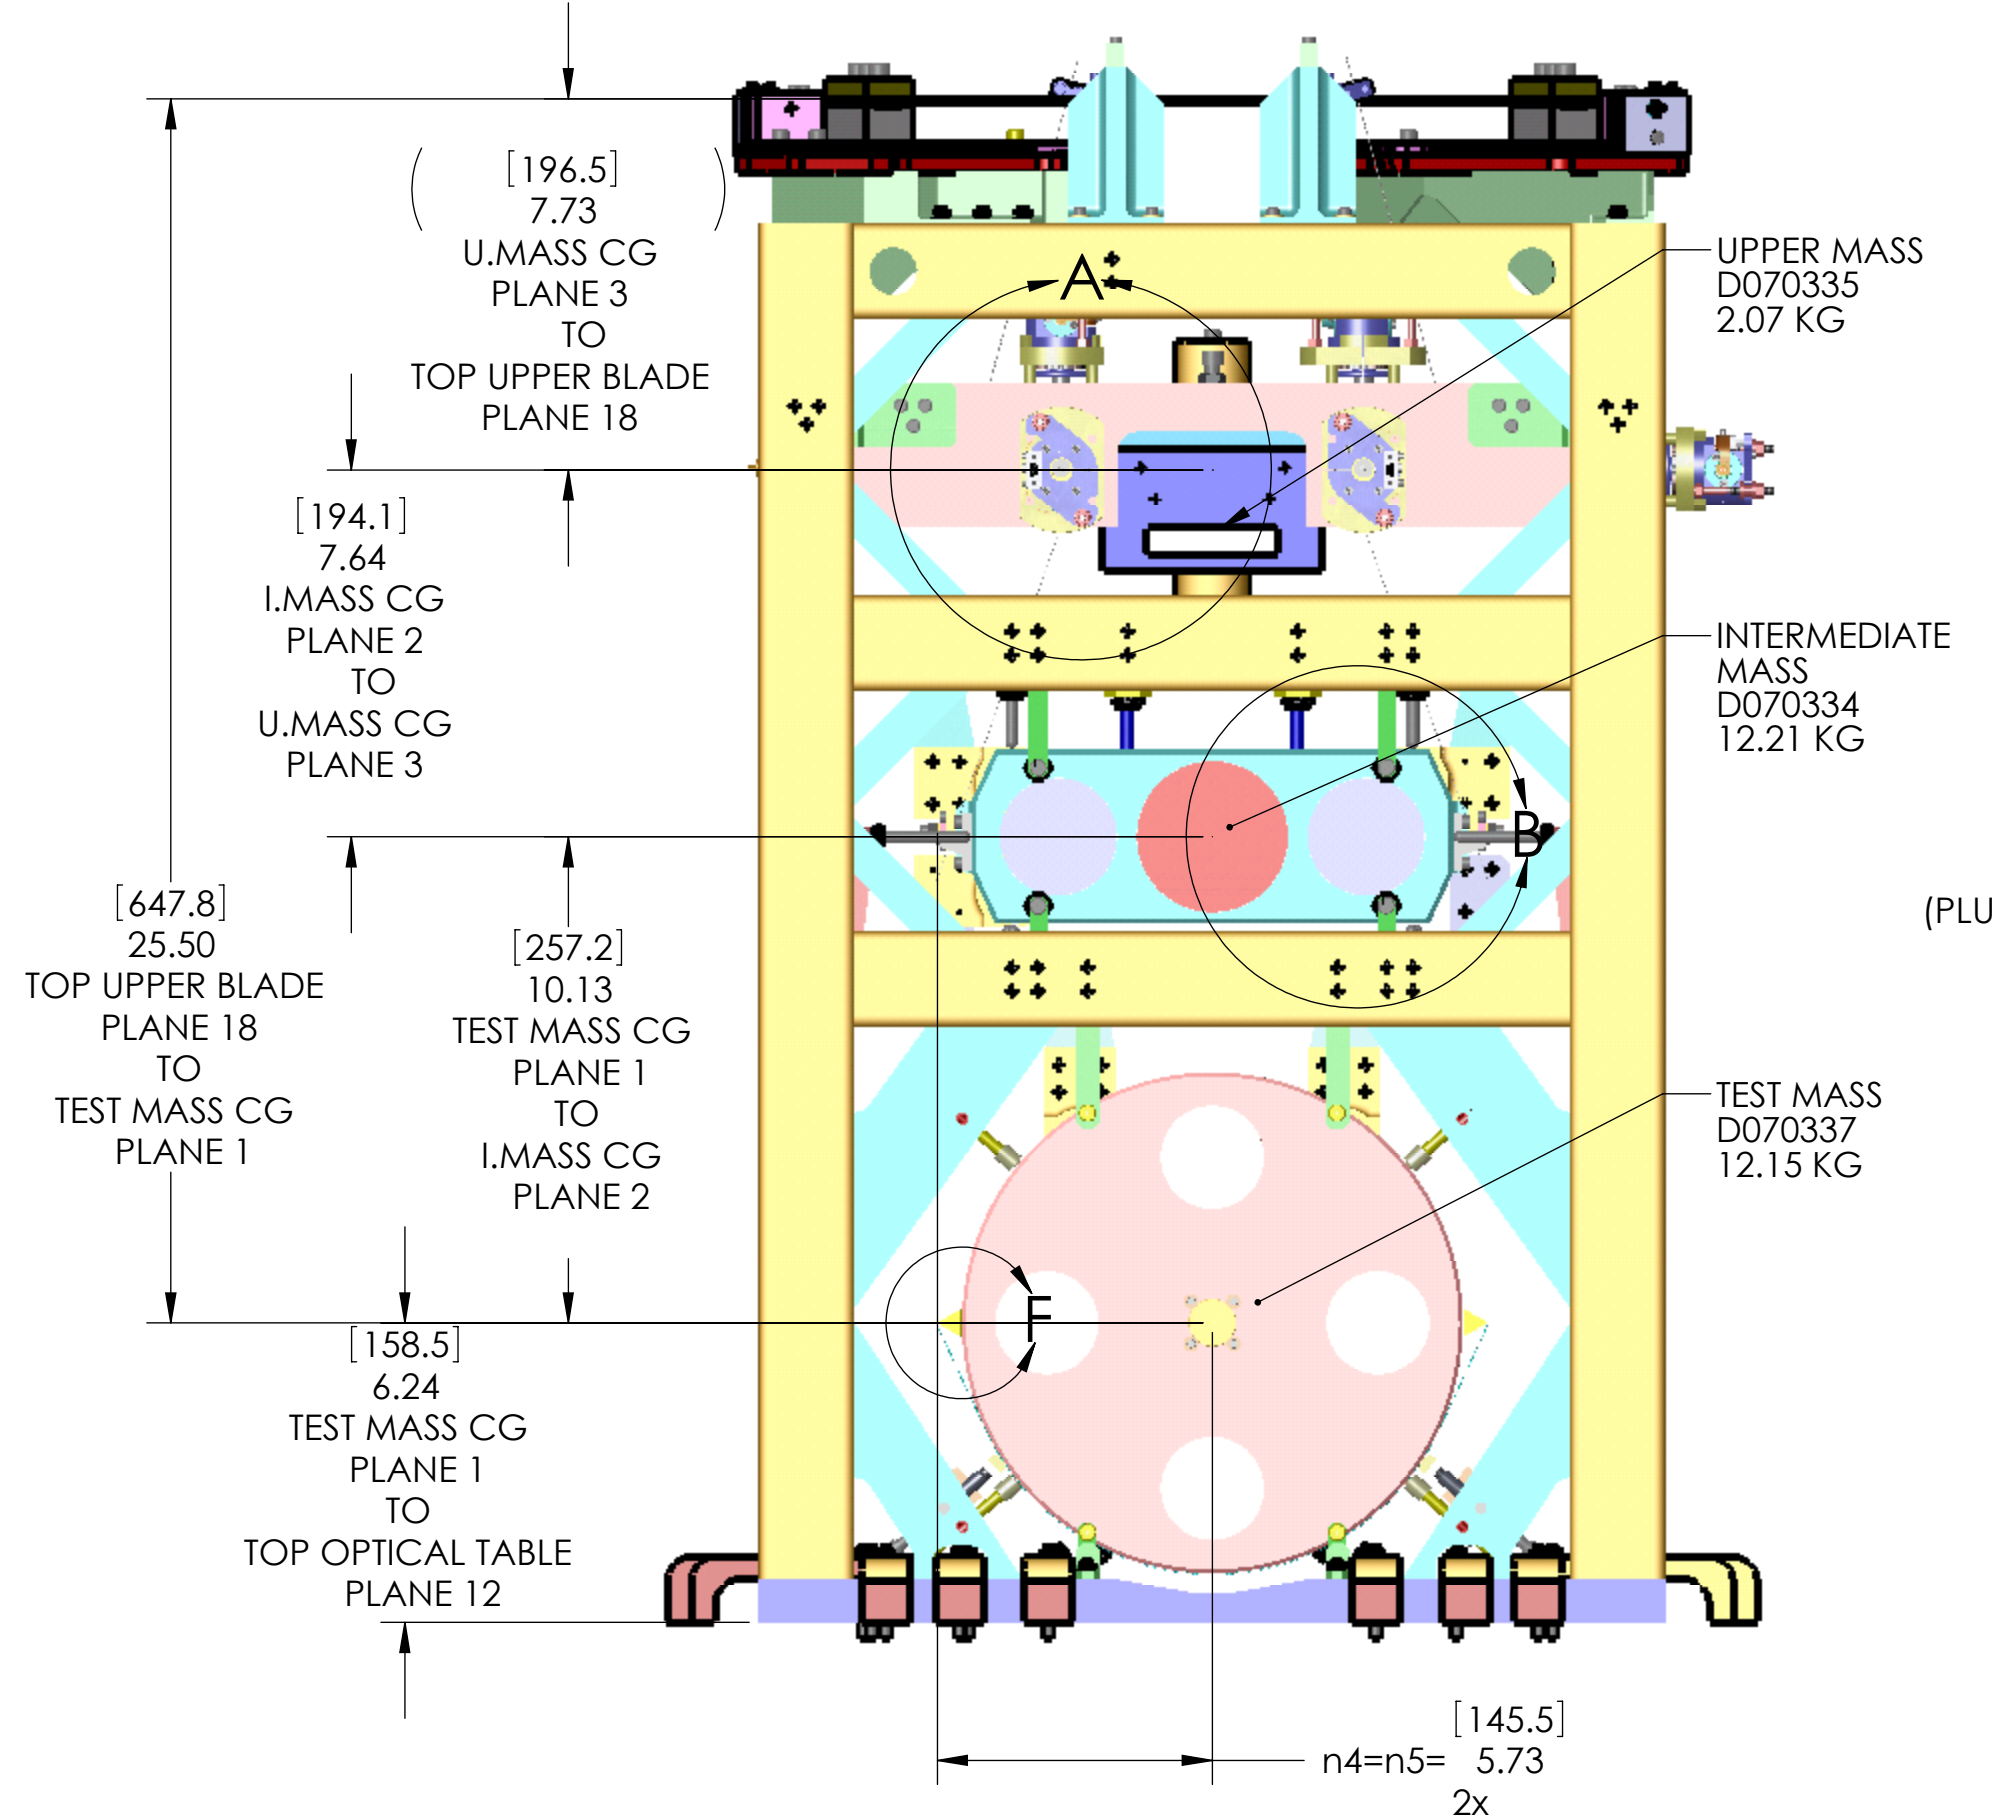 [196.5]
7.73
U.MASS CG
PLANE 3
TO
TOP UPPER BLADE
PLANE 18
[194.1]
7.64
I.MASS CG
PLANE 2
TO
U.MASS CG
PLANE 3
[647.8]
25.50
TOP UPPER BLADE
PLANE 18
TO
TEST MASS CG
PLANE 1
[257.2]
10.13
TEST MASS CG
PLANE 1
TO
I.MASS CG
PLANE 2
[158.5]
6.24
TEST MASS CG
PLANE 1
TO
TOP OPTICAL TABLE
PLANE 12
A
B
F
UPPER MASS
D070335
2.07 KG
INTERMEDIATE
MASS
D070334
12.21 KG
(PLU
TEST MASS
D070337
12.15 KG
[145.5]
n4=n5= 5.73
2x